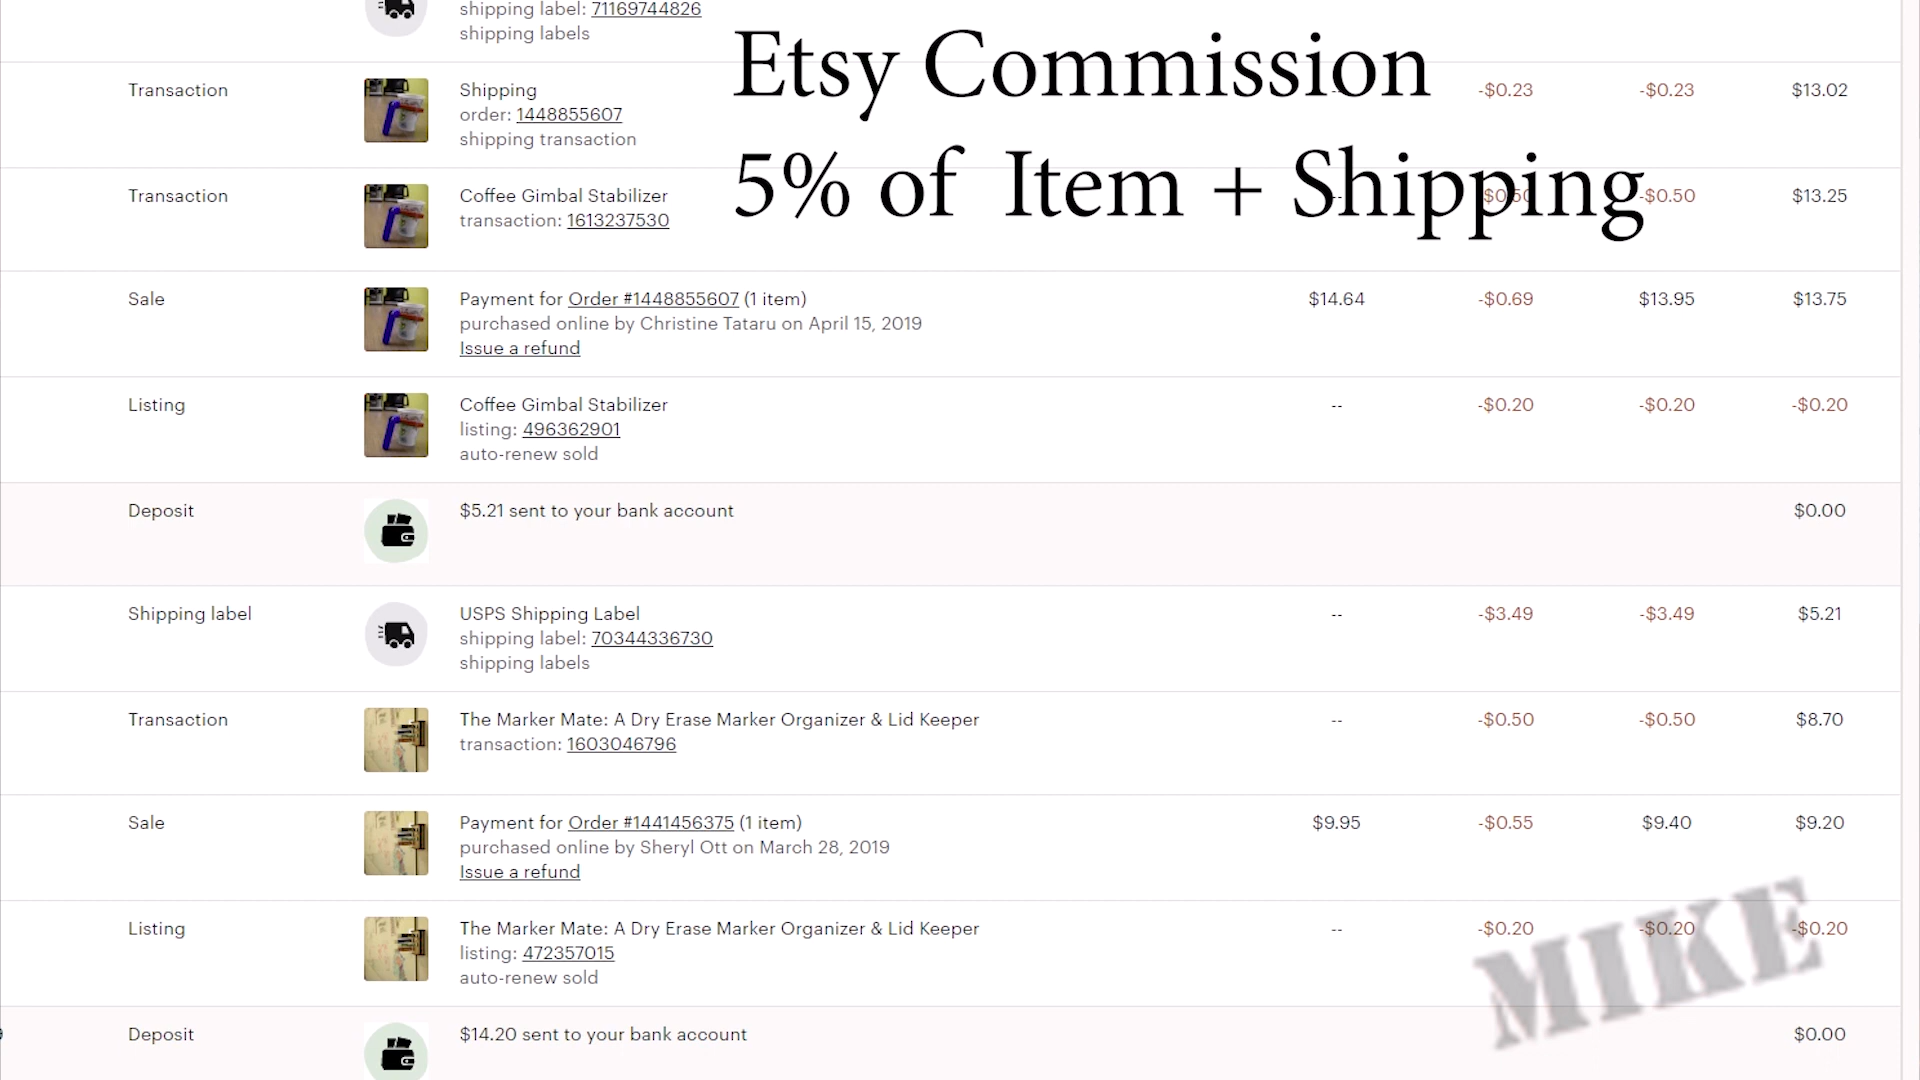 shipping label: 71169744826
shipping labels
Etsy Commission
5% of Item + Shipping
Transaction
Shipping
order: 1448855607
shipping transaction
-- -$0.23 -$0.23 $13.02
Transaction
Coffee Gimbal Stabilizer
transaction: 1613237530
-- -$0.50 -$0.50 $13.25
Sale
Payment for Order #1448855607 (1 item)
purchased online by Christine Tataru on April 15, 2019
Issue a refund
$14.64 -$0.69 $13.95 $13.75
Listing
Coffee Gimbal Stabilizer
listing: 496362901
auto-renew sold
-- -$0.20 -$0.20 -$0.20
Deposit
$5.21 sent to your bank account
$0.00
Shipping label
USPS Shipping Label
shipping label: 70344336730
shipping labels
-- -$3.49 -$3.49 $5.21
Transaction
The Marker Mate: A Dry Erase Marker Organizer & Lid Keeper
transaction: 1603046796
-- -$0.50 -$0.50 $8.70
Sale
Payment for Order #1441456375 (1 item)
purchased online by Sheryl Ott on March 28, 2019
Issue a refund
$9.95 -$0.55 $9.40 $9.20
Listing
The Marker Mate: A Dry Erase Marker Organizer & Lid Keeper
listing: 472357015
auto-renew sold
-- -$0.20 -$0.20 -$0.20
MIKE
Deposit
$14.20 sent to your bank account
$0.00